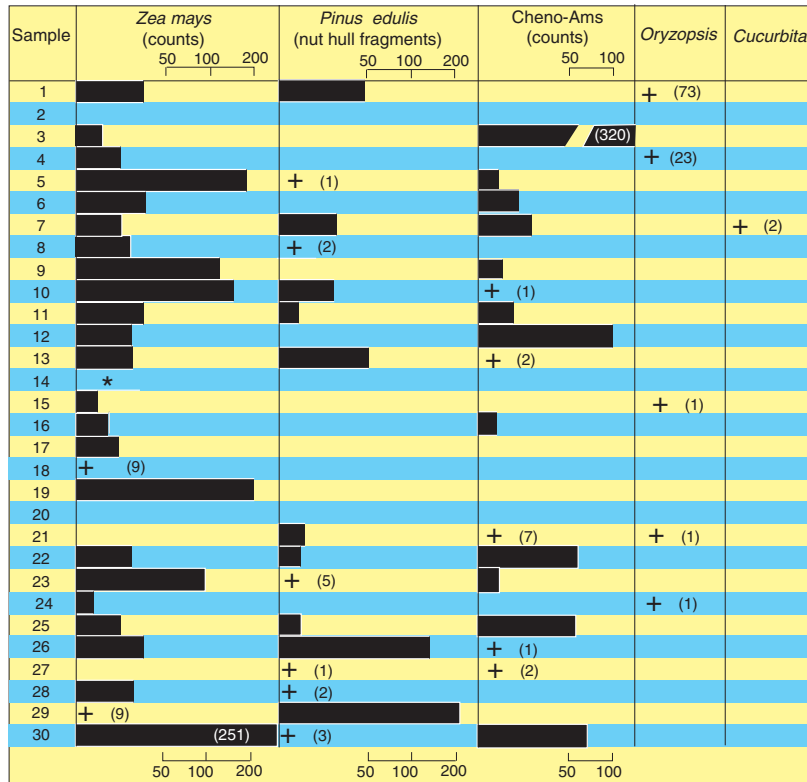 Sample Zea mays (counts) Pinus edulis (nut hull fragments) Cheno-Ams (counts) Oryzopsis Cucurbita
50 100 200 50 100 200 50 100
1 + (73)
2
3 (320)
4 + (23)
5 + (1)
6
7 + (2)
8 + (2)
9
10 + (1)
11
12
13 + (2)
14 *
15 + (1)
16
17
18 + (9)
19
20
21 + (7) + (1)
22
23 + (5)
24 + (1)
25
26 + (1)
27 + (1) + (2)
28 + (2)
29 + (9)
30 (251) + (3)
50 100 200 50 100 200 50 100